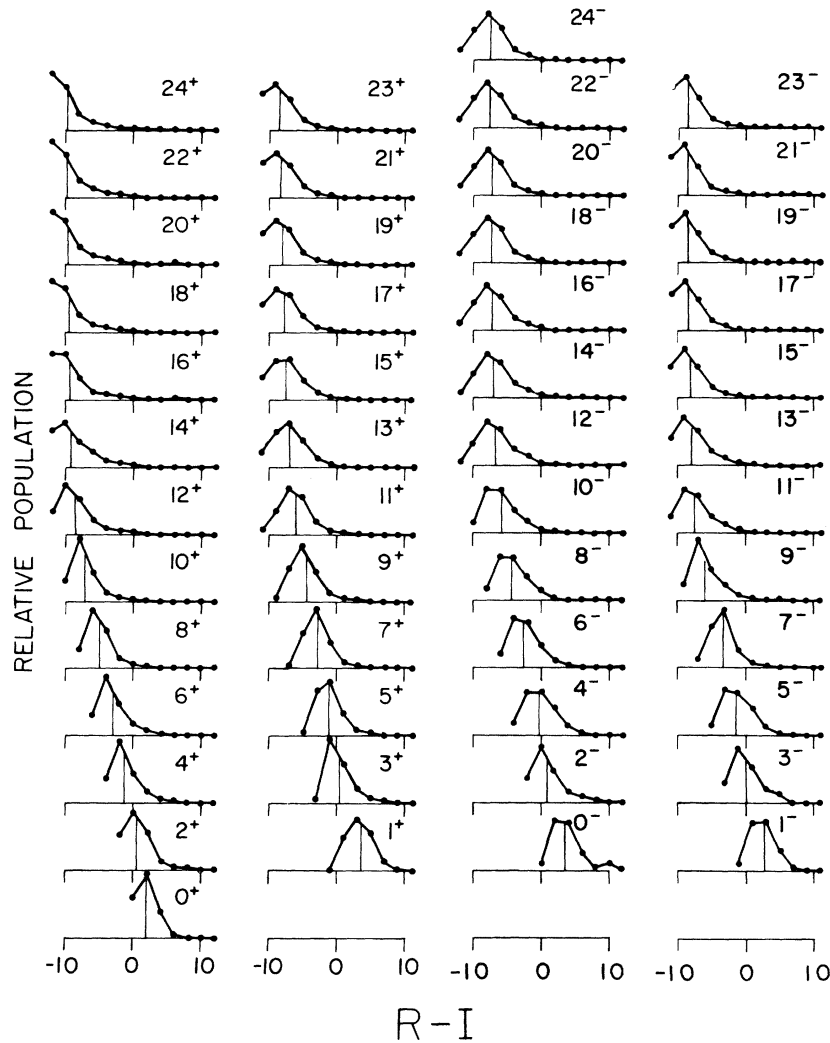 24⁻
24⁺ 23⁺ 22⁻ 23⁻
22⁺ 21⁺ 20⁻ 21⁻
20⁺ 19⁺ 18⁻ 19⁻
18⁺ 17⁺ 16⁻ 17⁻
16⁺ 15⁺ 14⁻ 15⁻
14⁺ 13⁺ 12⁻ 13⁻
12⁺ 11⁺ 10⁻ 11⁻
10⁺ 9⁺ 8⁻ 9⁻
8⁺ 7⁺ 6⁻ 7⁻
6⁺ 5⁺ 4⁻ 5⁻
4⁺ 3⁺ 2⁻ 3⁻
2⁺ 1⁺ 0⁻ 1⁻
0⁺
RELATIVE POPULATION
-10 0 10 -10 0 10 -10 0 10 -10 0 10
R-I